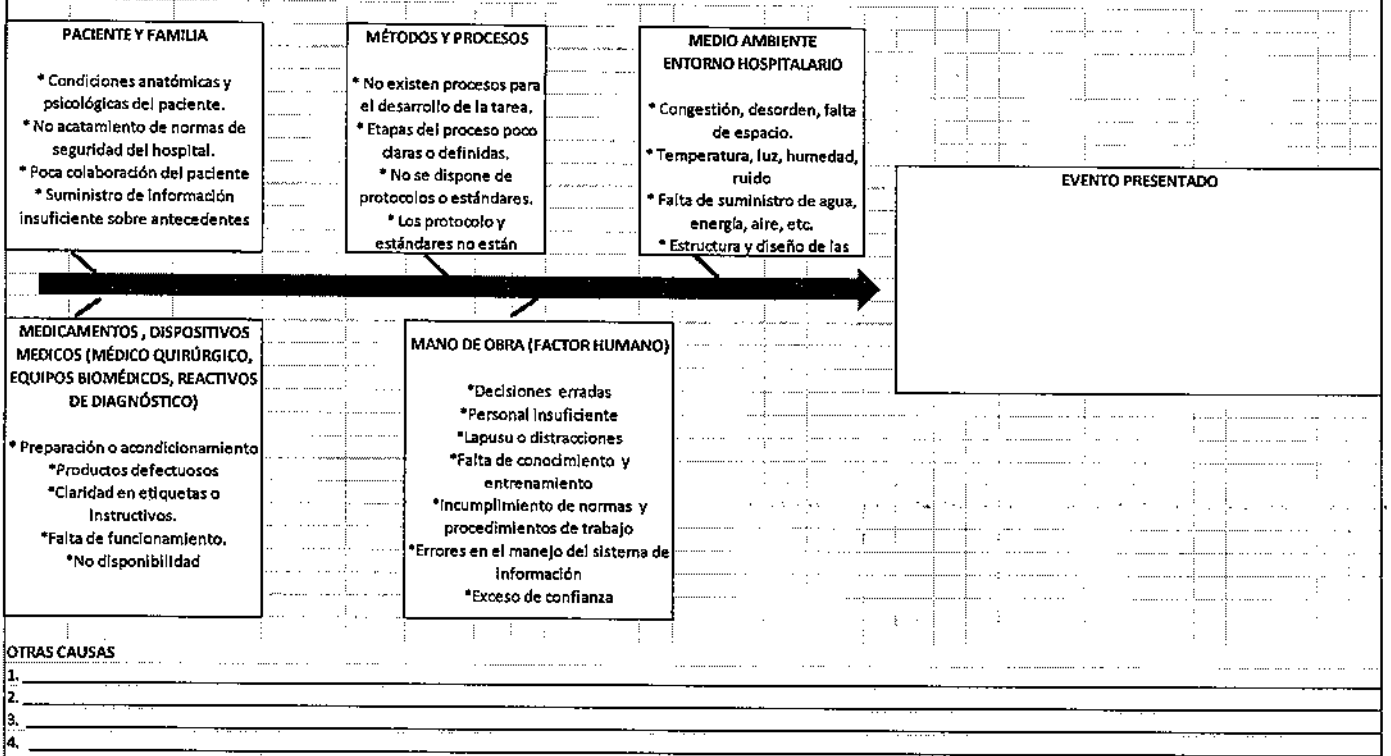 PACIENTE Y FAMILIA
* Condiciones anatómicas y
psicológicas del paciente.
* No acatamiento de normas de
seguridad del hospital.
* Poca colaboración del paciente
* Suministro de información
insuficiente sobre antecedentes
MÉTODOS Y PROCESOS
* No existen procesos para
el desarrollo de la tarea.
* Etapas del proceso poco
claras o definidas.
* No se dispone de
protocolos o estándares.
* Los protocolo y
estándares no están
MEDIO AMBIENTE
ENTORNO HOSPITALARIO
* Congestión, desorden, falta
de espacio.
* Temperatura, luz, humedad,
ruido
* Falta de suministro de agua,
energía, aire, etc.
* Estructura y diseño de las
EVENTO PRESENTADO
MEDICAMENTOS , DISPOSITIVOS
MEDICOS (MÉDICO QUIRÚRGICO,
EQUIPOS BIOMÉDICOS, REACTIVOS
DE DIAGNÓSTICO)
* Preparación o acondicionamiento
*Productos defectuosos
*Claridad en etiquetas o
Instructivos.
*Falta de funcionamiento.
*No disponibilidad
MANO DE OBRA (FACTOR HUMANO)
*Decisiones erradas
*Personal Insuficiente
*Lapusu o distracciones
*Falta de conocimiento y
entrenamiento
*Incumplimiento de normas y
procedimientos de trabajo
*Errores en el manejo del sistema de
información
*Exceso de confianza
OTRAS CAUSAS
1.
2.
3.
4.